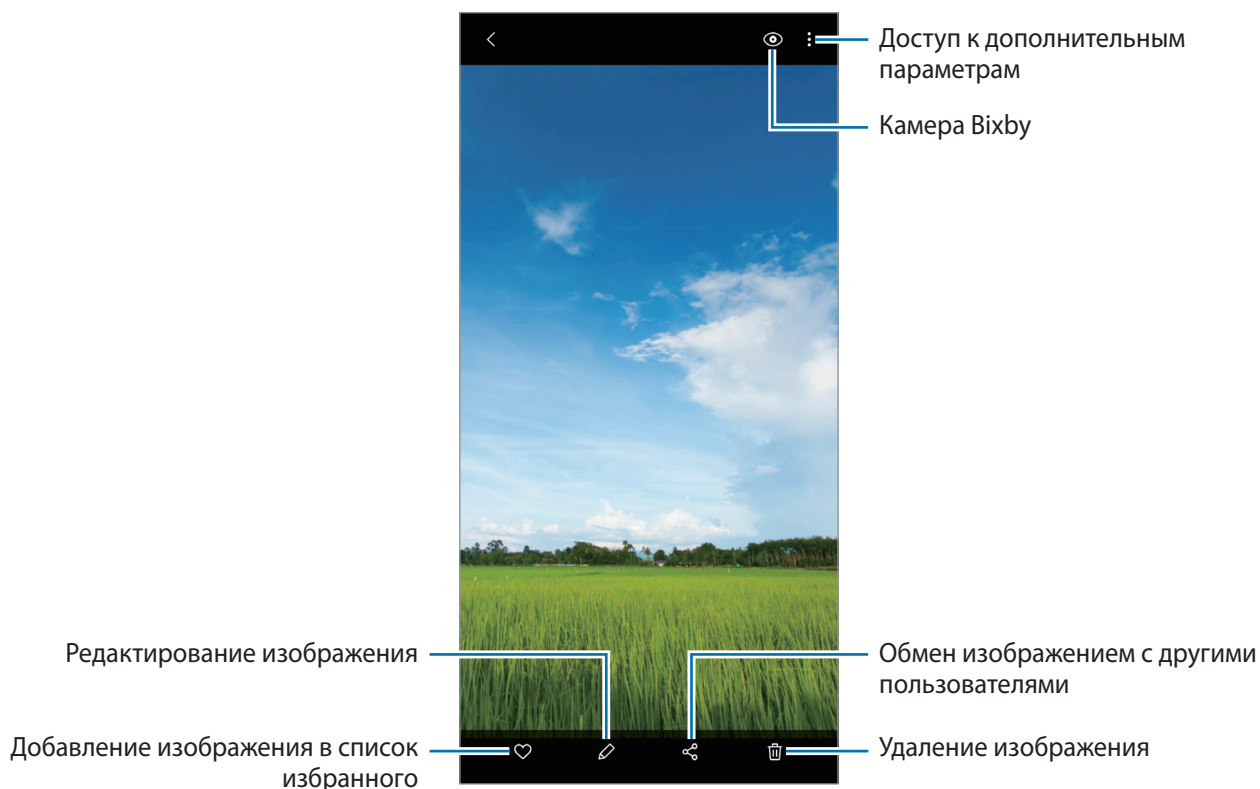 Доступ к дополнительным
параметрам
Камера Bixby
Редактирование изображения
Обмен изображением с другими
пользователями
Добавление изображения в список
избранного
Удаление изображения